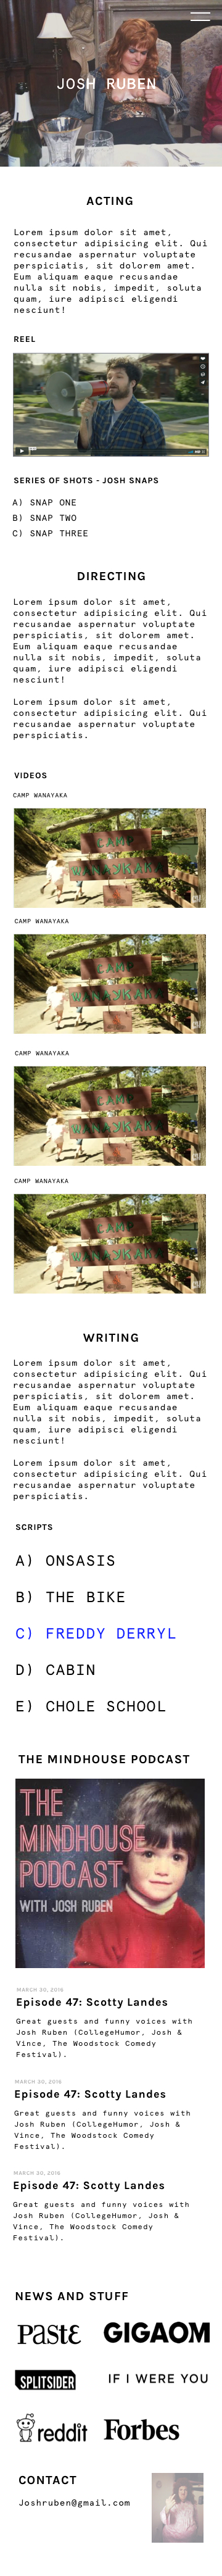 JOSH RUBEN
ACTING
Lorem ipsum dolor sit amet,
consectetur adipisicing elit. Qui
recusandae aspernatur voluptate
perspiciatis, sit dolorem amet.
Eum aliquam eaque recusandae
nulla sit nobis, impedit, soluta
quam, iure adipisci eligendi
nesciunt!
REEL
SERIES OF SHOTS - JOSH SNAPS
A) SNAP ONE
B) SNAP TWO
C) SNAP THREE
DIRECTING
Lorem ipsum dolor sit amet,
consectetur adipisicing elit. Qui
recusandae aspernatur voluptate
perspiciatis, sit dolorem amet.
Eum aliquam eaque recusandae
nulla sit nobis, impedit, soluta
quam, iure adipisci eligendi
nesciunt!
Lorem ipsum dolor sit amet,
consectetur adipisicing elit. Qui
recusandae aspernatur voluptate
perspiciatis.
VIDEOS
CAMP WANAYAKA
CAMP
WANAYAKA
CAMP WANAYAKA
CAMP
WANAYAKA
CAMP WANAYAKA
CAMP
WANAYAKA
CAMP WANAYAKA
CAMP
WANAYAKA
WRITING
Lorem ipsum dolor sit amet,
consectetur adipisicing elit. Qui
recusandae aspernatur voluptate
perspiciatis, sit dolorem amet.
Eum aliquam eaque recusandae
nulla sit nobis, impedit, soluta
quam, iure adipisci eligendi
nesciunt!
Lorem ipsum dolor sit amet,
consectetur adipisicing elit. Qui
recusandae aspernatur voluptate
perspiciatis.
SCRIPTS
A) ONSASIS
B) THE BIKE
C) FREDDY DERRYL
D) CABIN
E) CHOLE SCHOOL
THE MINDHOUSE PODCAST
THE
MINDHOUSE
PODCAST
WITH JOSH RUBEN
MARCH 30, 2016
Episode 47: Scotty Landes
Great guests and funny voices with
Josh Ruben (CollegeHumor, Josh &
Vince, The Woodstock Comedy
Festival).
MARCH 30, 2016
Episode 47: Scotty Landes
Great guests and funny voices with
Josh Ruben (CollegeHumor, Josh &
Vince, The Woodstock Comedy
Festival).
MARCH 30, 2016
Episode 47: Scotty Landes
Great guests and funny voices with
Josh Ruben (CollegeHumor, Josh &
Vince, The Woodstock Comedy
Festival).
NEWS AND STUFF
Paste GIGAOM
SPLITSIDER IF I WERE YOU
reddit Forbes
CONTACT
Joshruben@gmail.com